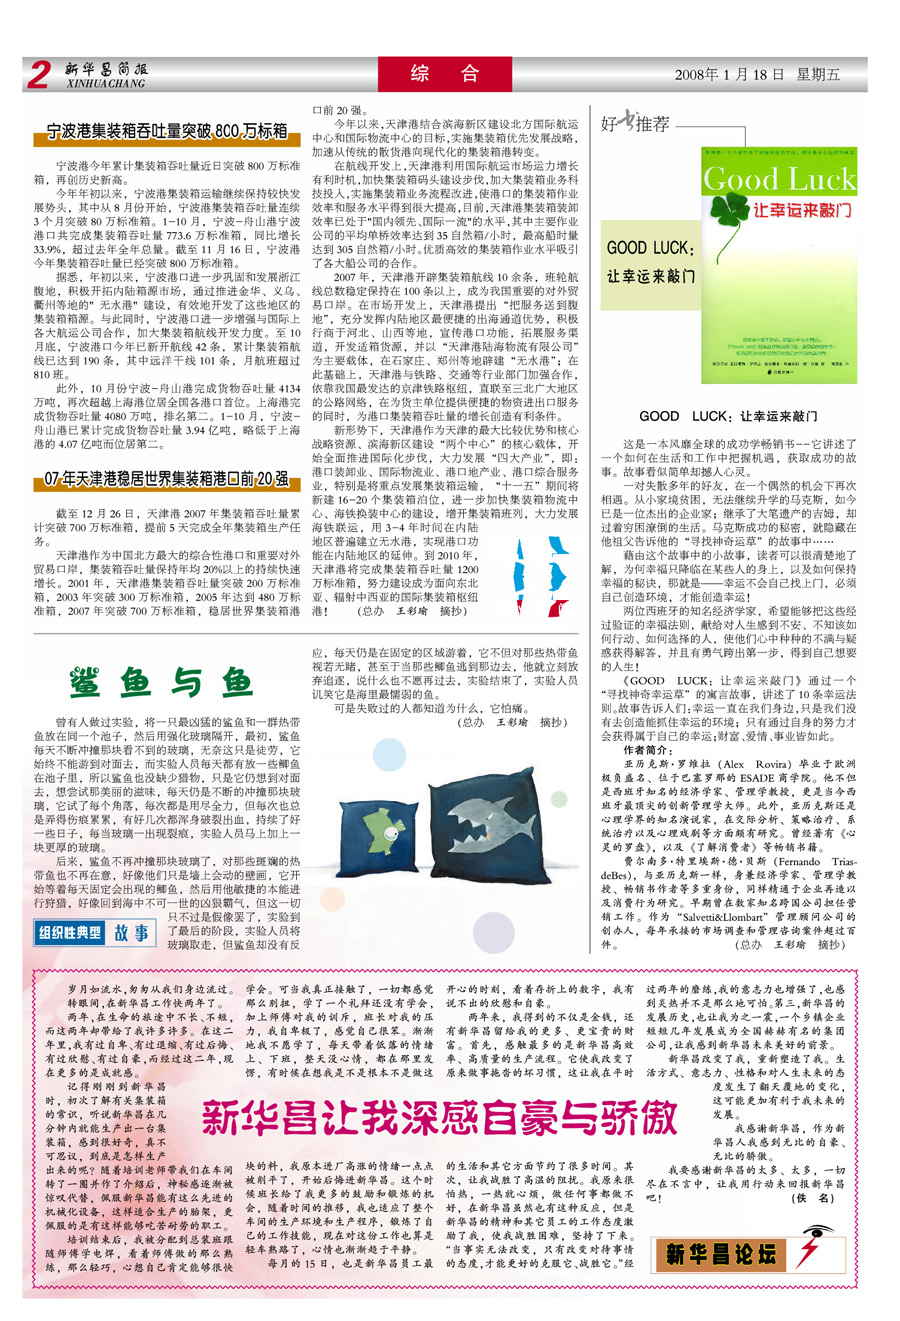 2
新华昌简报
XINHUACHANG
综 合
2008年1月18日 星期五
宁波港集装箱吞吐量突破800万标箱
宁波港今年累计集装箱吞吐量近日突破 800 万标准
箱，再创历史新高。
今年年初以来，宁波港集装箱运输继续保持较快发
展势头，其中从 8 月份开始，宁波港集装箱吞吐量连续
3 个月突破 80 万标准箱。1-10 月，宁波-舟山港宁波
港口共完成集装箱吞吐量 773.6 万标准箱，同比增长
33.9%，超过去年全年总量。截至 11 月 16 日，宁波港
今年集装箱吞吐量已经突破 800 万标准箱。
据悉，年初以来，宁波港口进一步巩固和发展浙江
腹地，积极开拓内陆箱源市场，通过推进金华、义乌、
衢州等地的" 无水港" 建设，有效地开发了这些地区的
集装箱箱源。与此同时，宁波港口进一步增强与国际上
各大航运公司合作，加大集装箱航线开发力度。至 10
月底，宁波港口今年已新开航线 42 条，累计集装箱航
线已达到 190 条，其中远洋干线 101 条，月航班超过
810 班。
此外，10 月份宁波-舟山港完成货物吞吐量 4134
万吨，再次超越上海港位居全国各港口首位。上海港完
成货物吞吐量 4080 万吨，排名第二。1-10 月，宁波-
舟山港已累计完成货物吞吐量 3.94 亿吨，略低于上海
港的 4.07 亿吨而位居第二。
07年天津港稳居世界集装箱港口前20强
截至 12 月 26 日，天津港 2007 年集装箱吞吐量累
计突破 700 万标准箱，提前 5 天完成全年集装箱生产任
务。
天津港作为中国北方最大的综合性港口和重要对外
贸易口岸，集装箱吞吐量保持年均 20%以上的持续快速
增长。2001 年，天津港集装箱吞吐量突破 200 万标准
箱，2003 年突破 300 万标准箱，2005 年达到 480 万标
准箱，2007 年突破 700 万标准箱，稳居世界集装箱港
口前 20 强。
今年以来,天津港结合滨海新区建设北方国际航运
中心和国际物流中心的目标,实施集装箱优先发展战略,
加速从传统的散货港向现代化的集装箱港转变。
在航线开发上,天津港利用国际航运市场运力增长
有利时机,加快集装箱码头建设步伐,加大集装箱业务科
技投入,实施集装箱业务流程改进,使港口的集装箱作业
效率和服务水平得到很大提高,目前,天津港集装箱装卸
效率已处于"国内领先、国际一流"的水平,其中主要作业
公司的平均单桥效率达到 35 自然箱/小时，最高船时量
达到 305 自然箱/小时。优质高效的集装箱作业水平吸引
了各大船公司的合作。
2007 年，天津港开辟集装箱航线 10 余条，班轮航
线总数稳定保持在 100 条以上，成为我国重要的对外贸
易口岸。在市场开发上，天津港提出“把服务送到腹
地”，充分发挥内陆地区最便捷的出海通道优势，积极
行商于河北、山西等地，宣传港口功能，拓展服务渠
道，开发适箱货源，并以“天津港陆海物流有限公司”
为主要载体，在石家庄、郑州等地辟建“无水港”；在
此基础上，天津港与铁路、交通等行业部门加强合作，
依靠我国最发达的京津铁路枢纽，直联至三北广大地区
的公路网络，在为货主单位提供便捷的物资进出口服务
的同时，为港口集装箱吞吐量的增长创造有利条件。
新形势下，天津港作为天津的最大比较优势和核心
战略资源、滨海新区建设“两个中心”的核心载体，开
始全面推进国际化步伐，大力发展“四大产业”，即：
港口装卸业、国际物流业、港口地产业、港口综合服务
业，特别是将重点发展集装箱运输，“十一五”期间将
新建 16-20 个集装箱泊位，进一步加快集装箱物流中
心、海铁换装中心的建设，增开集装箱班列，大力发展
海铁联运，用 3-4 年时间在内陆
地区普遍建立无水港，实现港口功
能在内陆地区的延伸。到 2010 年，
天津港将完成集装箱吞吐量 1200
万标准箱，努力建设成为面向东北
亚、辐射中西亚的国际集装箱枢纽
港！ （总办 王彩瑜 摘抄）
鲨鱼与鱼
曾有人做过实验，将一只最凶猛的鲨鱼和一群热带
鱼放在同一个池子，然后用强化玻璃隔开，最初，鲨鱼
每天不断冲撞那块看不到的玻璃，无奈这只是徒劳，它
始终不能游到对面去，而实验人员每天都有放一些鲫鱼
在池子里，所以鲨鱼也没缺少猎物，只是它仍想到对面
去，想尝试那美丽的滋味，每天仍是不断的冲撞那块玻
璃，它试了每个角落，每次都是用尽全力，但每次也总
是弄得伤痕累累，有好几次都浑身破裂出血，持续了好
一些日子，每当玻璃一出现裂痕，实验人员马上加上一
块更厚的玻璃。
后来，鲨鱼不再冲撞那块玻璃了，对那些斑斓的热
带鱼也不再在意，好像他们只是墙上会动的壁画，它开
始等着每天固定会出现的鲫鱼，然后用他敏捷的本能进
行狩猎，好像回到海中不可一世的凶狠霸气，但这一切
只不过是假像罢了，实验到
了最后的阶段，实验人员将
玻璃取走，但鲨鱼却没有反
组织性典型 故事
应，每天仍是在固定的区域游着，它不但对那些热带鱼
视若无睹，甚至于当那些鲫鱼逃到那边去，他就立刻放
弃追逐，说什么也不愿再过去，实验结束了，实验人员
讥笑它是海里最懦弱的鱼。
可是失败过的人都知道为什么，它怕痛。
（总办 王彩瑜 摘抄）
好书推荐
GOOD LUCK：
让幸运来敲门
Good Luck
让幸运来敲门
GOOD LUCK：让幸运来敲门
这是一本风靡全球的成功学畅销书--它讲述了
一个如何在生活和工作中把握机遇，获取成功的故
事。故事看似简单却撼人心灵。
一对失散多年的好友，在一个偶然的机会下再次
相遇。从小家境贫困，无法继续升学的马克斯，如今
已是一位杰出的企业家；继承了大笔遗产的吉姆，却
过着穷困潦倒的生活。马克斯成功的秘密，就隐藏在
他祖父告诉他的“寻找神奇幸运草”的故事中……
藉由这个故事中的小故事，读者可以很清楚地了
解，为何幸福只降临在某些人的身上，以及如何保持
幸福的秘诀，那就是——幸运不会自己找上门，必须
自己创造环境，才能创造幸运！
两位西班牙的知名经济学家，希望能够把这些经
过验证的幸福法则，献给对人生感到不安、不知该如
何行动、如何选择的人，使他们心中种种的不满与疑
惑获得解答，并且有勇气跨出第一步，得到自己想要
的人生！
《GOOD LUCK：让幸运来敲门》通过一个
“寻找神奇幸运草”的寓言故事，讲述了 10 条幸运法
则。故事告诉人们:幸运一直在我们身边,只是我们没
有去创造能抓住幸运的环境；只有通过自身的努力才
会获得属于自己的幸运;财富、爱情、事业皆如此。
作者简介：
亚历克斯·罗维拉（Alex Rovira）毕业于欧洲
极负盛名、位于巴塞罗那的 ESADE 商学院。他不但
是西班牙知名的经济学家、管理学教授，更是当今西
班牙最顶尖的创新管理学大师。此外，亚历克斯还是
心理学界的知名演说家，在交际分析、策略治疗、系
统治疗以及心理戏剧等方面颇有研究。曾经著有《心
灵的罗盘》，以及《了解消费者》等畅销书籍。
费尔南多·特里埃斯·德·贝斯（Fernando Trias-
deBes），与亚历克斯一样，身兼经济学家、管理学教
授、畅销书作者等多重身份，同样精通于企业再造以
及消费行为研究。早期曾在数家知名跨国公司担任营
销工作。作为“Salvetti&Llombart”管理顾问公司的
创办人，每年承接的市场调查和管理咨询案件超过百
件。 （总办 王彩瑜 摘抄）
新华昌让我深感自豪与骄傲
岁月如流水,匆匆从我们身边流过。
转眼间,在新华昌工作快两年了。
两年,在生命的旅途中不长、不短,
而这两年却带给了我许多许多。在这二
年里,我有过自卑、有过退缩、有过后悔、
有过欣慰、有过自豪,而经过这二年,现
在更多的是成就感。
记得刚刚到新华昌
时，初次了解有关集装箱
的常识，听说新华昌在几
分钟内就能生产出一台集
装箱，感到很好奇，真不
可思议，到底是怎样生产
出来的呢？随着培训老师带我们在车间
转了一圈并作了介绍后，神秘感逐渐被
惊叹代替，佩服新华昌能有这么先进的
机械化设备，这样适合生产的胎架，更
佩服的是有这样能够吃苦耐劳的职工。
培训结束后，我被分配到总装班跟
随师傅学电焊，看着师傅做的那么熟
练，那么轻巧，心想自己肯定能够很快
学会。可当我真正接触了，一切都感觉
那么别扭，学了一个礼拜还没有学会，
加上师傅对我的训斥，班长对我的压
力，我自卑极了，感觉自己很笨。渐渐
地我不愿学了，每天带着低落的情绪
上、下班，整天没心情，都在那里发
愣，有时候在想我是不是根本不是做这
块的料，我原本进厂高涨的情绪一点点
被削平了，开始后悔进新华昌。这个时
候班长给了我更多的鼓励和锻炼的机
会，随着时间的推移，我也适应了整个
车间的生产环境和生产程序，锻炼了自
己的工作技能，现在对这份工作也算是
轻车熟路了，心情也渐渐趋于平静。
每月的 15 日，也是新华昌员工最
开心的时刻，看着存折上的数字，我有
说不出的欣慰和自豪。
两年来，我得到的不仅是金钱，还
有新华昌留给我的更多、更宝贵的财
富。首先，感触最多的是新华昌高效
率、高质量的生产流程。它使我改变了
原来做事拖沓的坏习惯，这让我在平时
的生活和其它方面节约了很多时间。其
次，让我战胜了高温的阻扰。我原来很
怕热，一热就心烦，做任何事都做不
好，在新华昌虽然也有这种反应，但是
新华昌的精神和其它员工的工作态度激
励了我，使我战胜困难，坚持了下来。
“当事实无法改变，只有改变对待事情
的态度,才能更好的克服它、战胜它。”经
过两年的磨练,我的意志力也增强了,也感
到炎热并不是那么地可怕。第三,新华昌的
发展历史,也让我为之一震,一个乡镇企业
短短几年发展成为全国赫赫有名的集团
公司,让我感到新华昌未来美好的前景。
新华昌改变了我，重新塑造了我。生
活方式、意志力、性格和对人生未来的态
度发生了翻天覆地的变化，
这可能更加有利于我未来的
发展。
我感谢新华昌，作为新
华昌人我感到无比的自豪、
无比的骄傲。
我要感谢新华昌的太多、太多，一切
尽在不言中，让我用行动来回报新华昌
吧！ （佚 名）
新华昌论坛